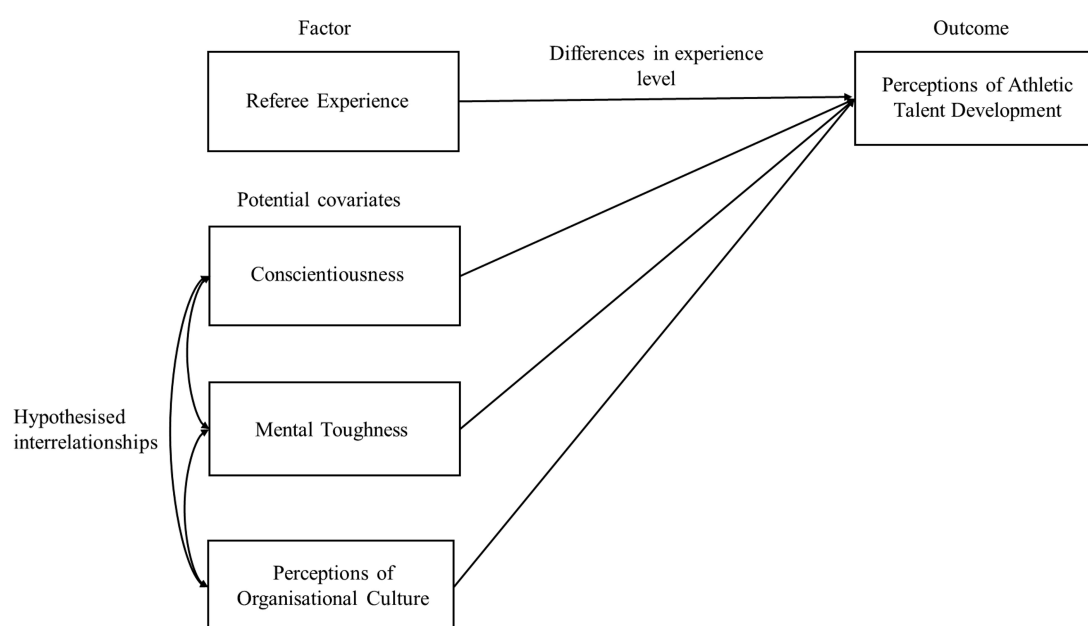 Factor
Outcome
Differences in experience
level
Referee Experience
Perceptions of Athletic
Talent Development
Potential covariates
Conscientiousness
Hypothesised
interrelationships
Mental Toughness
Perceptions of
Organisational Culture